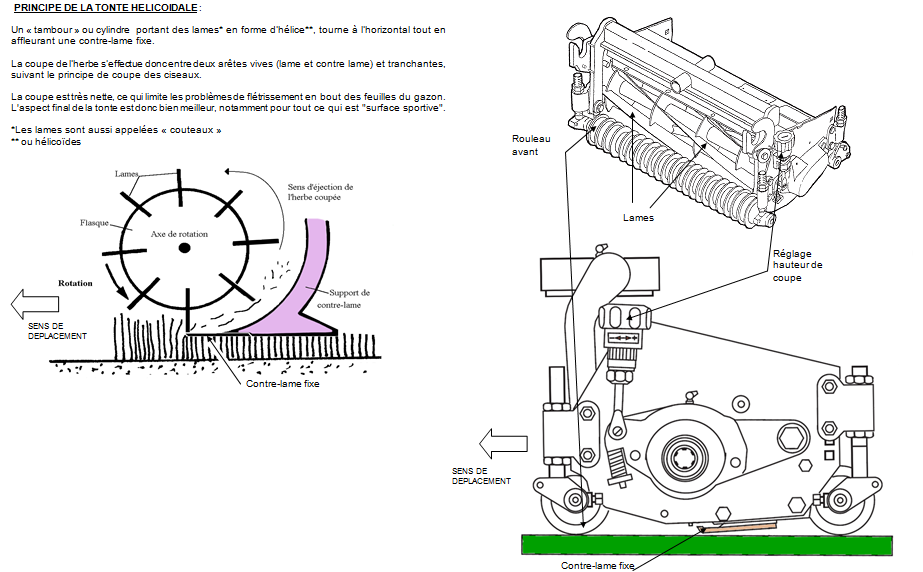 PRINCIPE DE LA TONTE HELICOIDALE :
Un « tambour » ou cylindre portant des lames* en forme d'hélice**, tourne à l'horizontal tout en
affleurant une contre-lame fixe.
La coupe de l'herbe s'effectue donc entre deux arêtes vives (lame et contre lame) et tranchantes,
suivant le principe de coupe des ciseaux.
La coupe est très nette, ce qui limite les problèmes de flétrissement en bout des feuilles du gazon.
L'aspect final de la tonte est donc bien meilleur, notamment pour tout ce qui est "surface sportive".
*Les lames sont aussi appelées « couteaux »
** ou hélicoïdes
Rouleau
avant
Lames
Réglage
hauteur de
coupe
Lames
Sens d'éjection de
l'herbe coupée
Flasque
Axe de rotation
Rotation
Support de
contre-lame
SENS DE
DEPLACEMENT
Contre-lame fixe
SENS DE
DEPLACEMENT
Contre-lame fixe